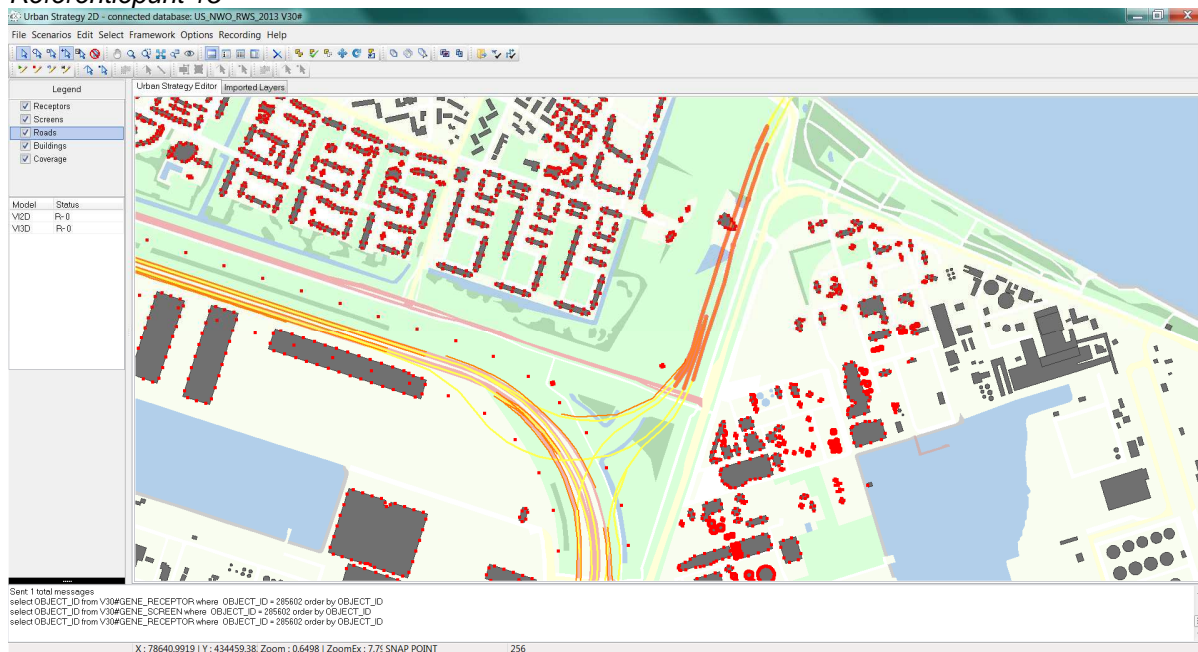 Referentiepunt 18
Urban Strategy 2D - connected database: US_NWO_RWS_2013 V30#
File Scenarios Edit Select Framework Options Recording Help
Legend
Urban Strategy Editor Imported Layers
Receptors
Screens
Roads
Buildings
Coverage
Model Status
VI2D R- 0
VI3D R- 0
Sent 1 total messages
select OBJECT_ID from V30#GENE_RECEPTOR where OBJECT_ID = 285602 order by OBJECT_ID
select OBJECT_ID from V30#GENE_SCREEN where OBJECT_ID = 285602 order by OBJECT_ID
select OBJECT_ID from V30#GENE_RECEPTOR where OBJECT_ID = 285602 order by OBJECT_ID
X : 78640.9919 | Y : 434459.38; Zoom : 0.6498 | ZoomEx : 7.79 SNAP POINT 256